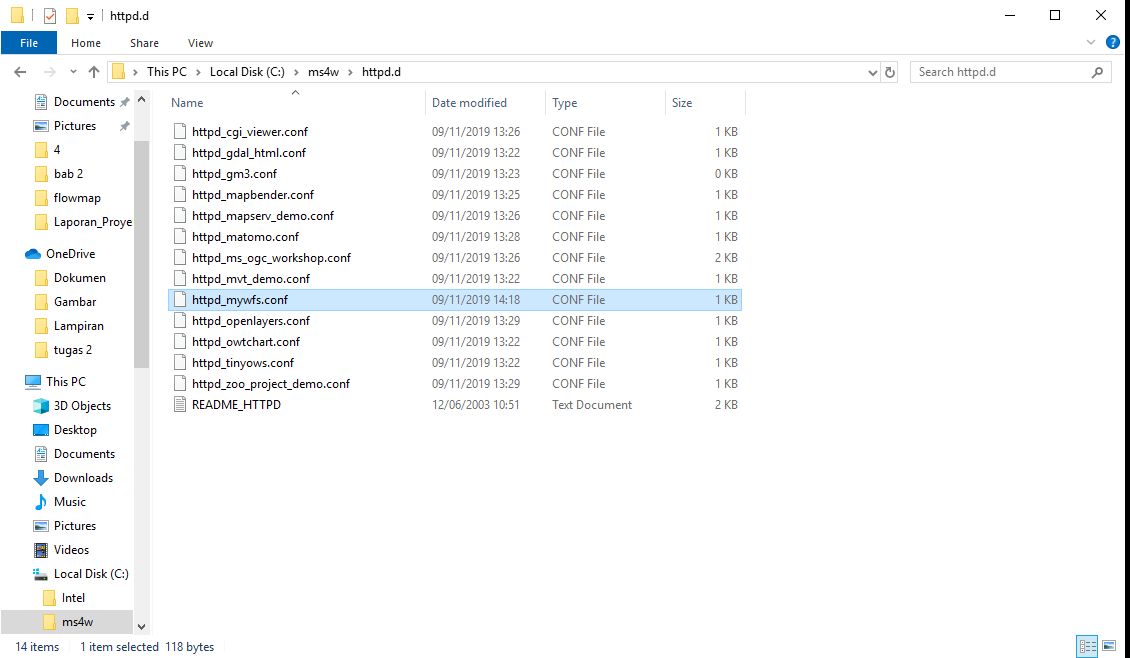 httpd.d
File Home Share View
This PC > Local Disk (C:) > ms4w > httpd.d
Search httpd.d
Documents
Pictures
4
bab 2
flowmap
Laporan_Proye
OneDrive
Dokumen
Gambar
Lampiran
tugas 2
This PC
3D Objects
Desktop
Documents
Downloads
Music
Pictures
Videos
Local Disk (C:)
Intel
ms4w
Name Date modified Type Size
httpd_cgi_viewer.conf 09/11/2019 13:26 CONF File 1 KB
httpd_gdal_html.conf 09/11/2019 13:22 CONF File 1 KB
httpd_gm3.conf 09/11/2019 13:23 CONF File 0 KB
httpd_mapbender.conf 09/11/2019 13:25 CONF File 1 KB
httpd_mapserv_demo.conf 09/11/2019 13:26 CONF File 1 KB
httpd_matomo.conf 09/11/2019 13:28 CONF File 1 KB
httpd_ms_ogc_workshop.conf 09/11/2019 13:26 CONF File 2 KB
httpd_mvt_demo.conf 09/11/2019 13:22 CONF File 1 KB
httpd_mywfs.conf 09/11/2019 14:18 CONF File 1 KB
httpd_openlayers.conf 09/11/2019 13:29 CONF File 1 KB
httpd_owtchart.conf 09/11/2019 13:22 CONF File 1 KB
httpd_tinyows.conf 09/11/2019 13:22 CONF File 1 KB
httpd_zoo_project_demo.conf 09/11/2019 13:29 CONF File 1 KB
README_HTTPD 12/06/2003 10:51 Text Document 2 KB
14 items 1 item selected 118 bytes